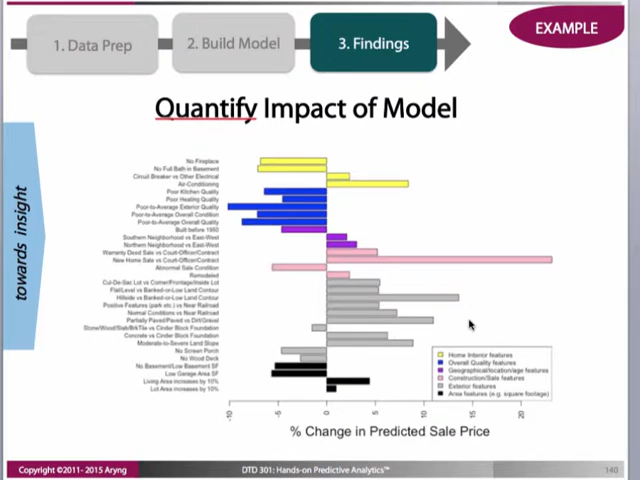 EXAMPLE
1. Data Prep
2. Build Model
3. Findings
Quantify Impact of Model
towards insight
No Fireplace
No Full Bath in Basement
Circuit Breaker vs Other Electrical
Air-Conditioning
Poor Kitchen Quality
Poor Heating Quality
Poor-to-Average Exterior Quality
Poor-to-Average Overall Condition
Poor-to-Average Overall Quality
Built before 1950
Southern Neighborhood vs East-West
Northern Neighborhood vs East-West
Warranty Deed Sale vs Court-Officer/Contract
New Home Sale vs Court-Officer/Contract
Abnormal Sale Condition
Remodeled
Cul-De-Sac Lot vs Corner/Frontage/Inside Lot
Flat/Level vs Banked-or-Low Land Contour
Hillside vs Banked-or-Low Land Contour
Positive Features (park etc.) vs Near Railroad
Normal Conditions vs Near Railroad
Partially Paved/Paved vs Dirt/Gravel
Stone/Wood/Slab/BrkTile vs Cinder Block Foundation
Concrete vs Cinder Block Foundation
Moderate-to-Severe Land Slope
No Screen Porch
No Wood Deck
No Basement/Low Basement SF
Low Garage Area SF
Living Area increases by 10%
Lot Area increases by 10%
Home Interior features
Overall Quality features
Geographical/location/age features
Construction/Sale features
Exterior features
Area features (e.g. square footage)
-10 -5 0 5 10 15 20
% Change in Predicted Sale Price
Copyright ©2011- 2015 Aryng
DTD 301: Hands-on Predictive Analytics™
140